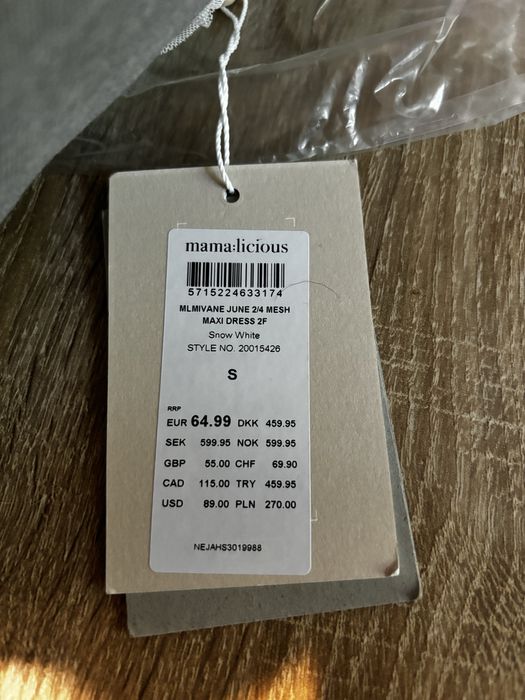 mama:licious
5715224633174
MLMIVANE JUNE 2/4 MESH
MAXI DRESS 2F
Snow White
STYLE NO. 20015426
S
RRP
EUR 64.99 DKK 459.95
SEK 599.95 NOK 599.95
GBP 55.00 CHF 69.90
CAD 115.00 TRY 459.95
USD 89.00 PLN 270.00
NEJAHS3019988